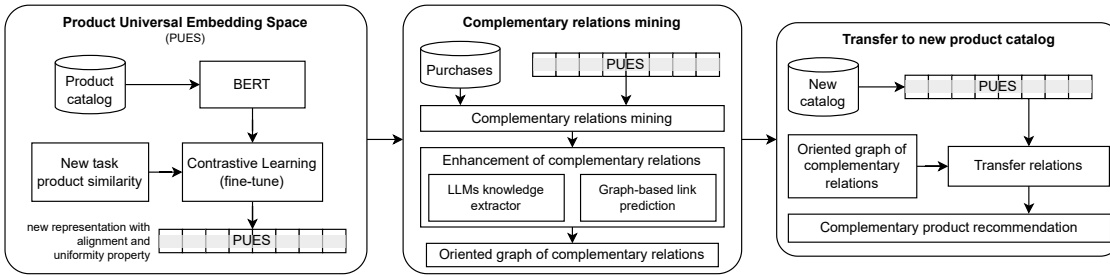 Product Universal Embedding Space
(PUES)
Product
catalog
BERT
New task
product similarity
Contrastive Learning
(fine-tune)
new representation with
alignment and
uniformity property
PUES
Complementary relations mining
Purchases
PUES
Complementary relations mining
Enhancement of complementary relations
LLMs knowledge
extractor
Graph-based link
prediction
Oriented graph of complementary relations
Transfer to new product catalog
New
catalog
PUES
Oriented graph of
complementary
relations
Transfer relations
Complementary product recommendation